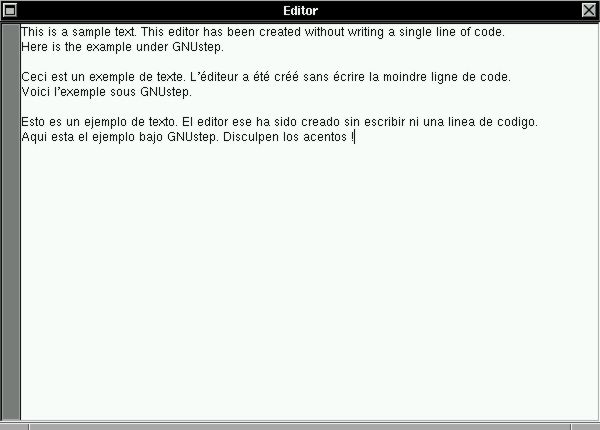 Editor
This is a sample text. This editor has been created without writing a single line of code.
Here is the example under GNUstep.
Ceci est un exemple de texte. L'éditeur a été créé sans écrire la moindre ligne de code.
Voici l'exemple sous GNUstep.
Esto es un ejemplo de texto. El editor ese ha sido creado sin escribir ni una linea de codigo.
Aqui esta el ejemplo bajo GNUstep. Disculpen los acentos !